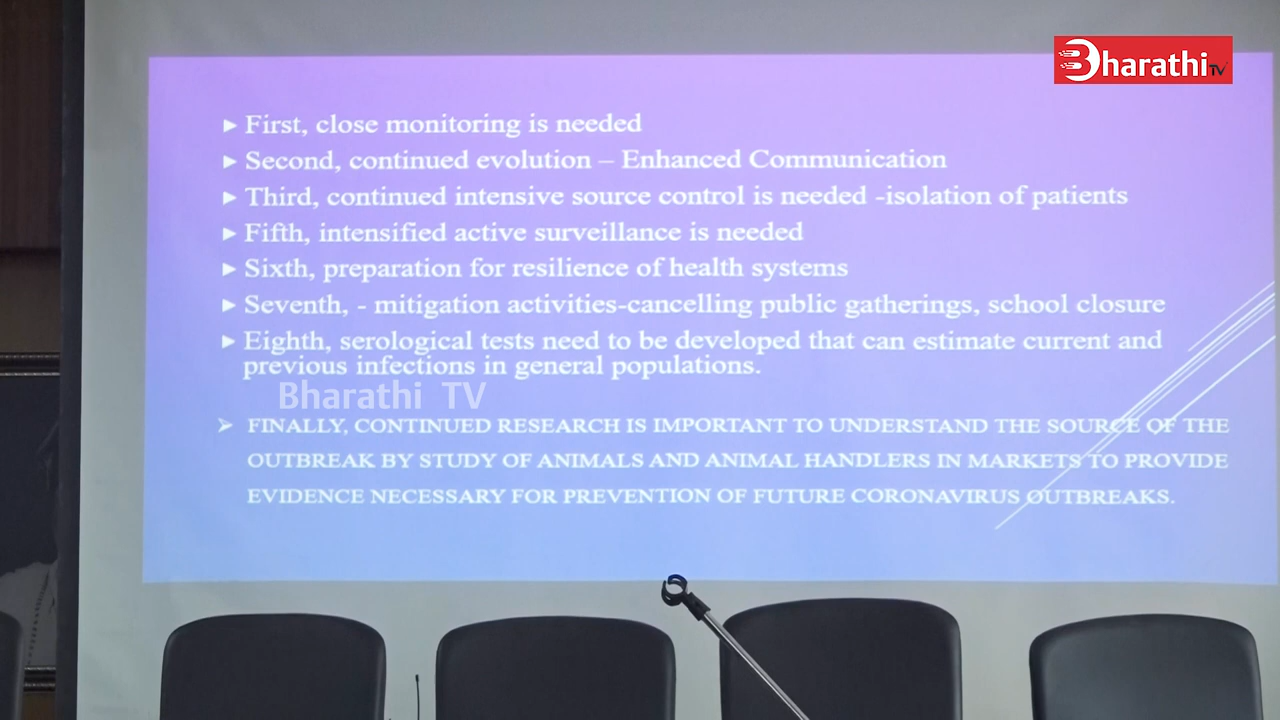 Bharathi TV
► First, close monitoring is needed
► Second, continued evolution – Enhanced Communication
► Third, continued intensive source control is needed -isolation of patients
► Fifth, intensified active surveillance is needed
► Sixth, preparation for resilience of health systems
► Seventh, - mitigation activities-cancelling public gatherings, school closure
► Eighth, serological tests need to be developed that can estimate current and
previous infections in general populations.
Bharathi TV
➢ FINALLY, CONTINUED RESEARCH IS IMPORTANT TO UNDERSTAND THE SOURCE OF THE
OUTBREAK BY STUDY OF ANIMALS AND ANIMAL HANDLERS IN MARKETS TO PROVIDE
EVIDENCE NECESSARY FOR PREVENTION OF FUTURE CORONAVIRUS OUTBREAKS.